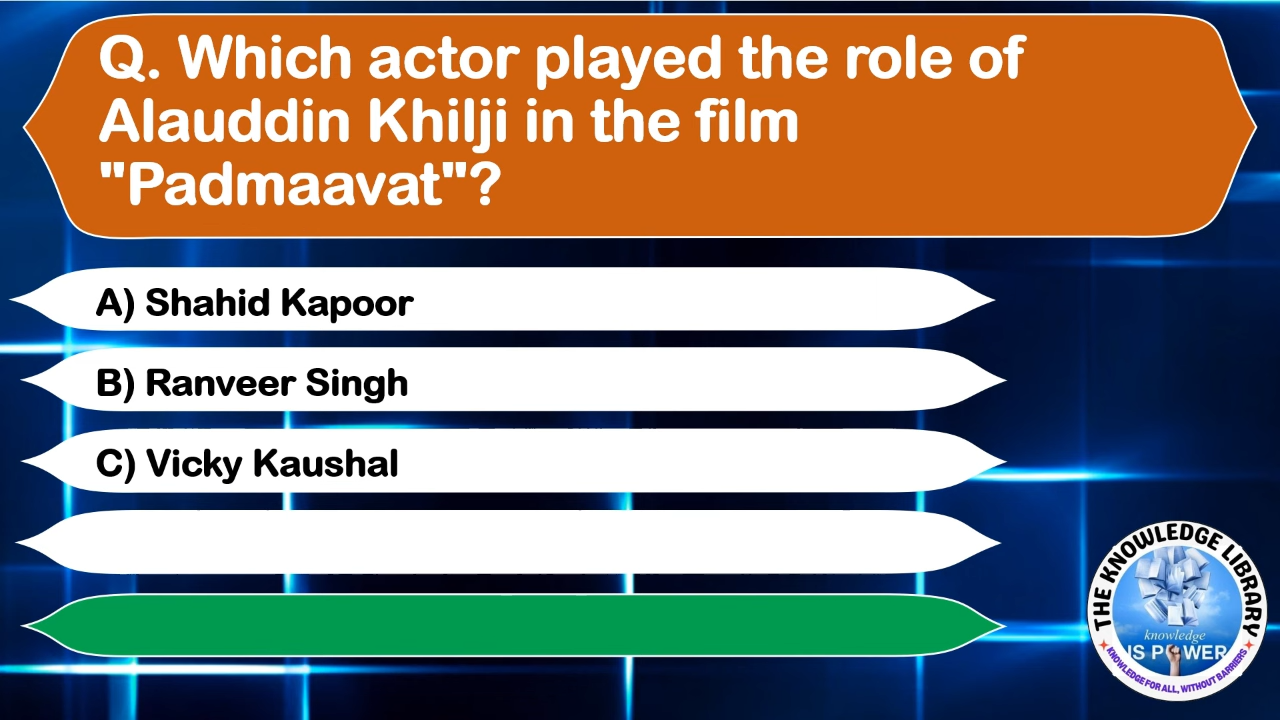 Q. Which actor played the role of
Alauddin Khilji in the film
"Padmaavat"?
A) Shahid Kapoor
B) Ranveer Singh
C) Vicky Kaushal
THE KNOWLEDGE LIBRARY
knowledge
IS POWER
KNOWLEDGE FOR ALL, WITHOUT BARRIERS